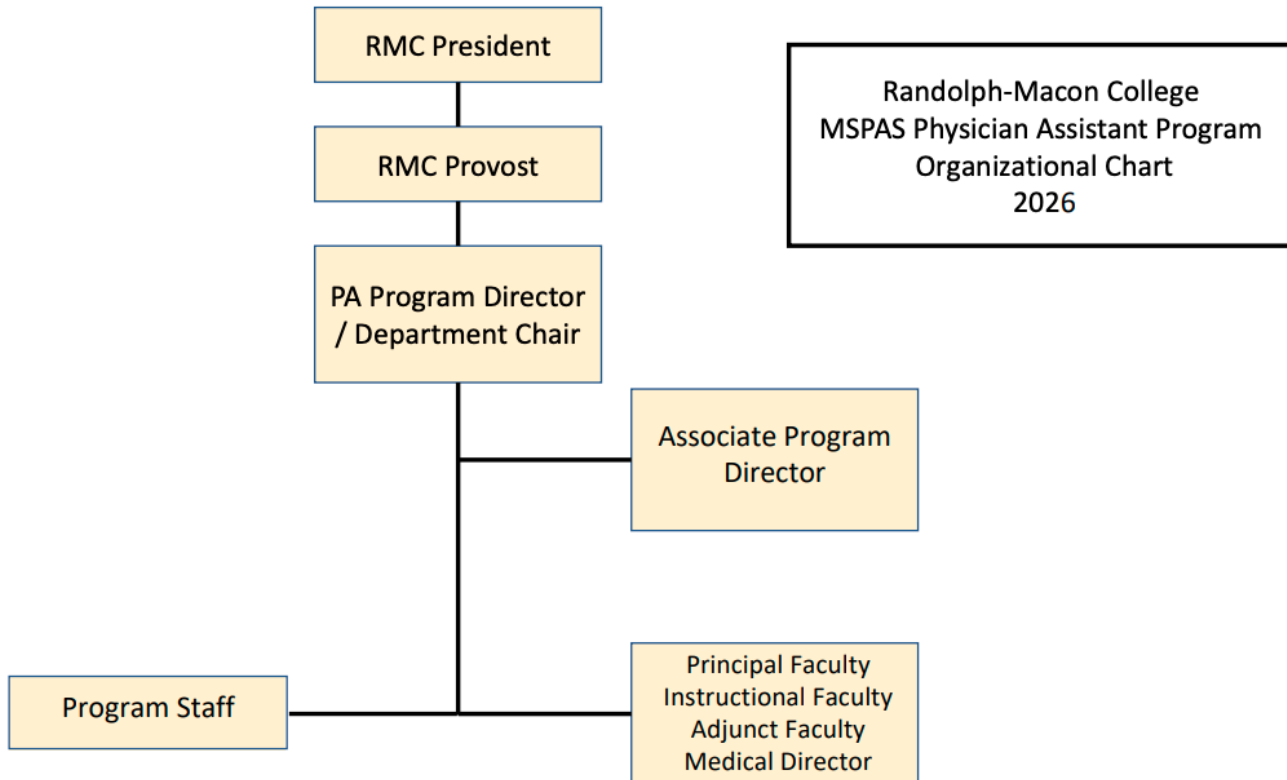 RMC President
Randolph-Macon College
MSPAS Physician Assistant Program
Organizational Chart
2026
RMC Provost
PA Program Director
/ Department Chair
Associate Program
Director
Program Staff
Principal Faculty
Instructional Faculty
Adjunct Faculty
Medical Director